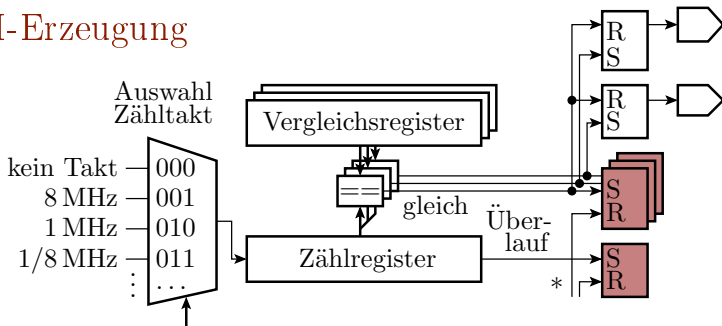 I-Erzeugung
Auswahl
Zähltakt
kein Takt
8 MHz
1 MHz
1/8 MHz
⋮
000
001
010
011
...
Vergleichsregister
==
gleich
Zählregister
Über-
lauf
*
R
S
R
S
S
R
S
R